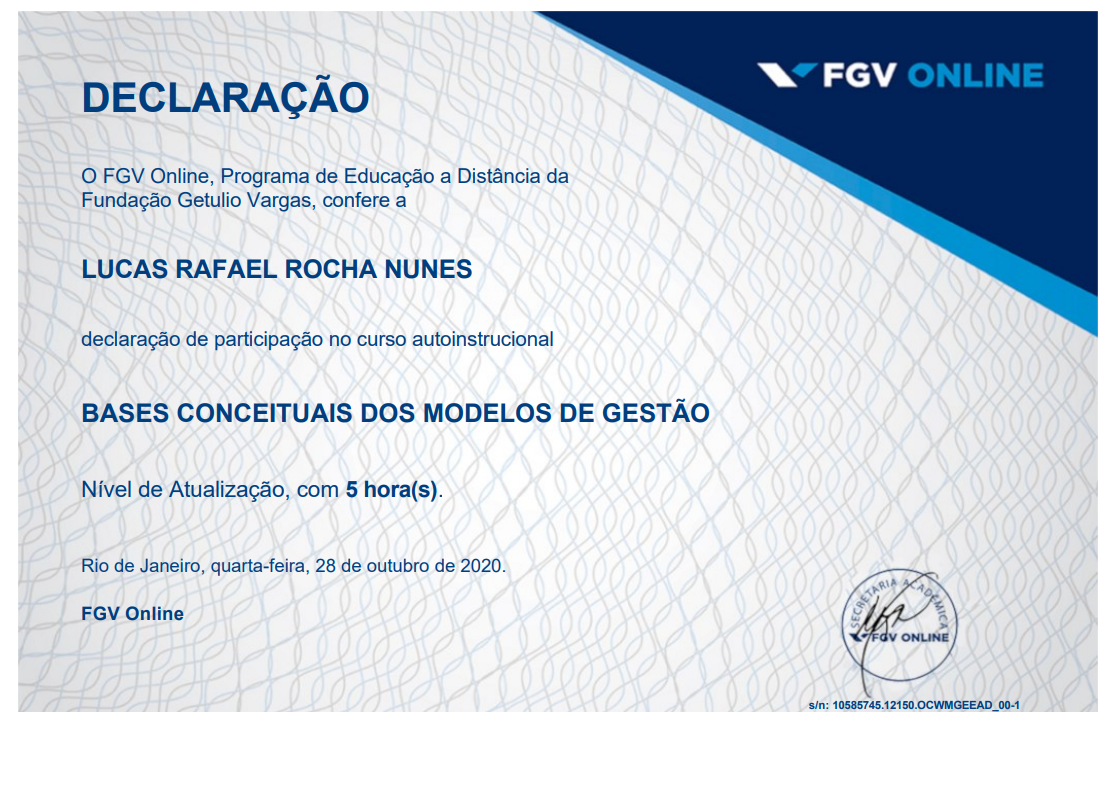 FGV ONLINE
DECLARAÇÃO
O FGV Online, Programa de Educação a Distância da
Fundação Getulio Vargas, confere a
LUCAS RAFAEL ROCHA NUNES
declaração de participação no curso autoinstrucional
BASES CONCEITUAIS DOS MODELOS DE GESTÃO
Nível de Atualização, com 5 hora(s).
Rio de Janeiro, quarta-feira, 28 de outubro de 2020.
FGV Online
SECRETARIA ACADÊMICA
FGV ONLINE
s/n: 10585745.12150.OCWMGEEAD_00-1